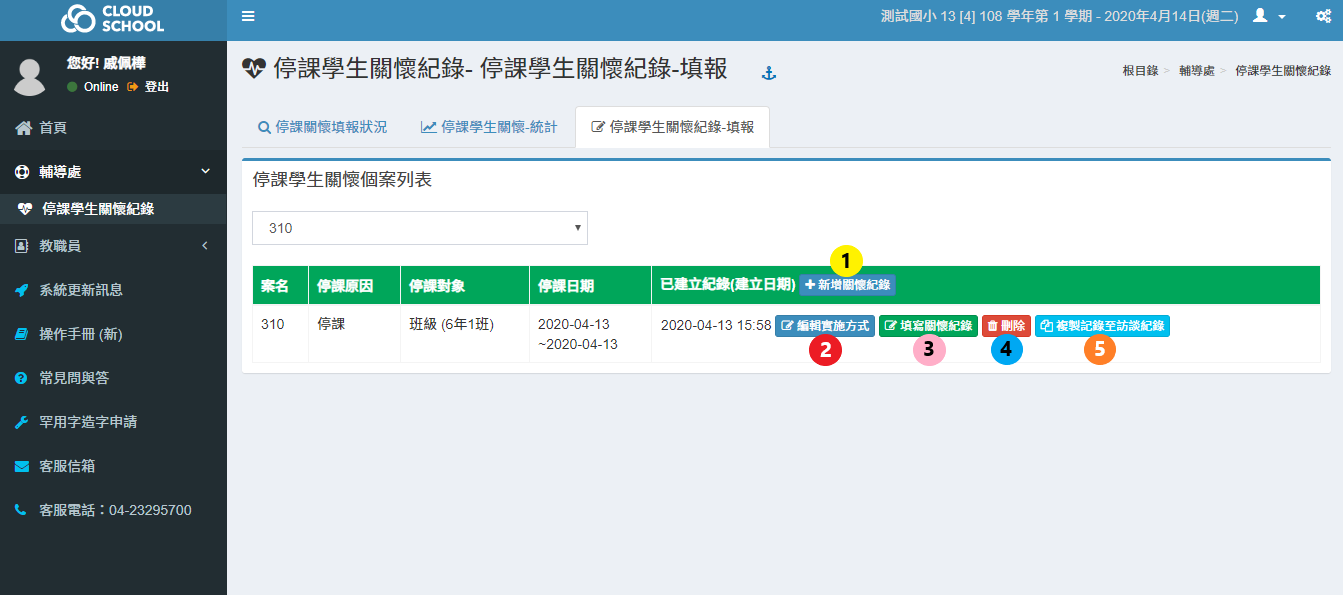 CLOUD
SCHOOL
測試國小 13 [4] 108 學年第 1 學期 - 2020年4月14日(週二)
您好! 戚佩樺
Online 登出
首頁
輔導處
停課學生關懷紀錄
教職員
系統更新訊息
操作手冊 (新)
常見問與答
罕用字造字申請
客服信箱
客服電話：04-23295700
停課學生關懷紀錄- 停課學生關懷紀錄-填報
根目錄 > 輔導處 > 停課學生關懷紀錄
停課關懷填報狀況 停課學生關懷-統計 停課學生關懷紀錄-填報
停課學生關懷個案列表
310
1
案名 停課原因 停課對象 停課日期 已建立紀錄(建立日期) 新增關懷紀錄
310 停課 班級 (6年1班) 2020-04-13 2020-04-13 15:58 編輯實施方式 填寫關懷紀錄 刪除 複製記錄至訪談紀錄
~2020-04-13
2 3 4 5